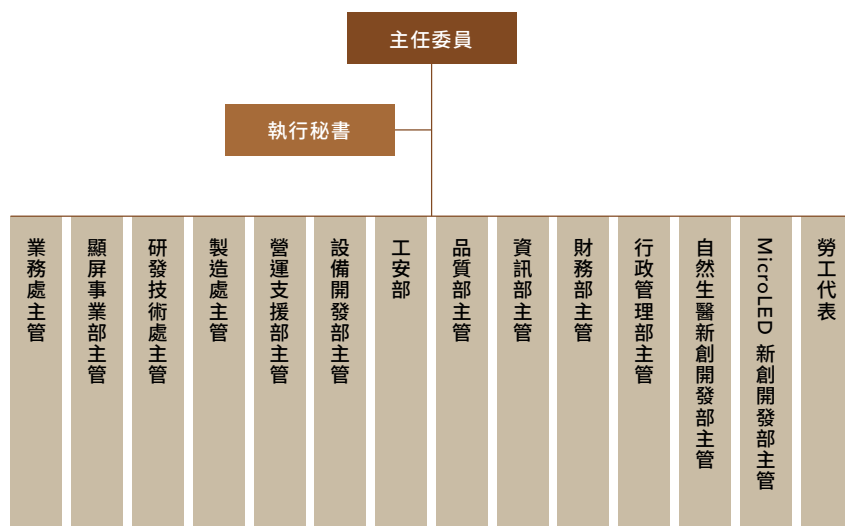 主任委員
執行秘書
業務處主管
顯屏事業部主管
研發技術處主管
製造處主管
營運支援部主管
設備開發部主管
工安部
品質部主管
資訊部主管
財務部主管
行政管理部主管
自然生醫新創開發部主管
MicroLED 新創開發部主管
勞工代表